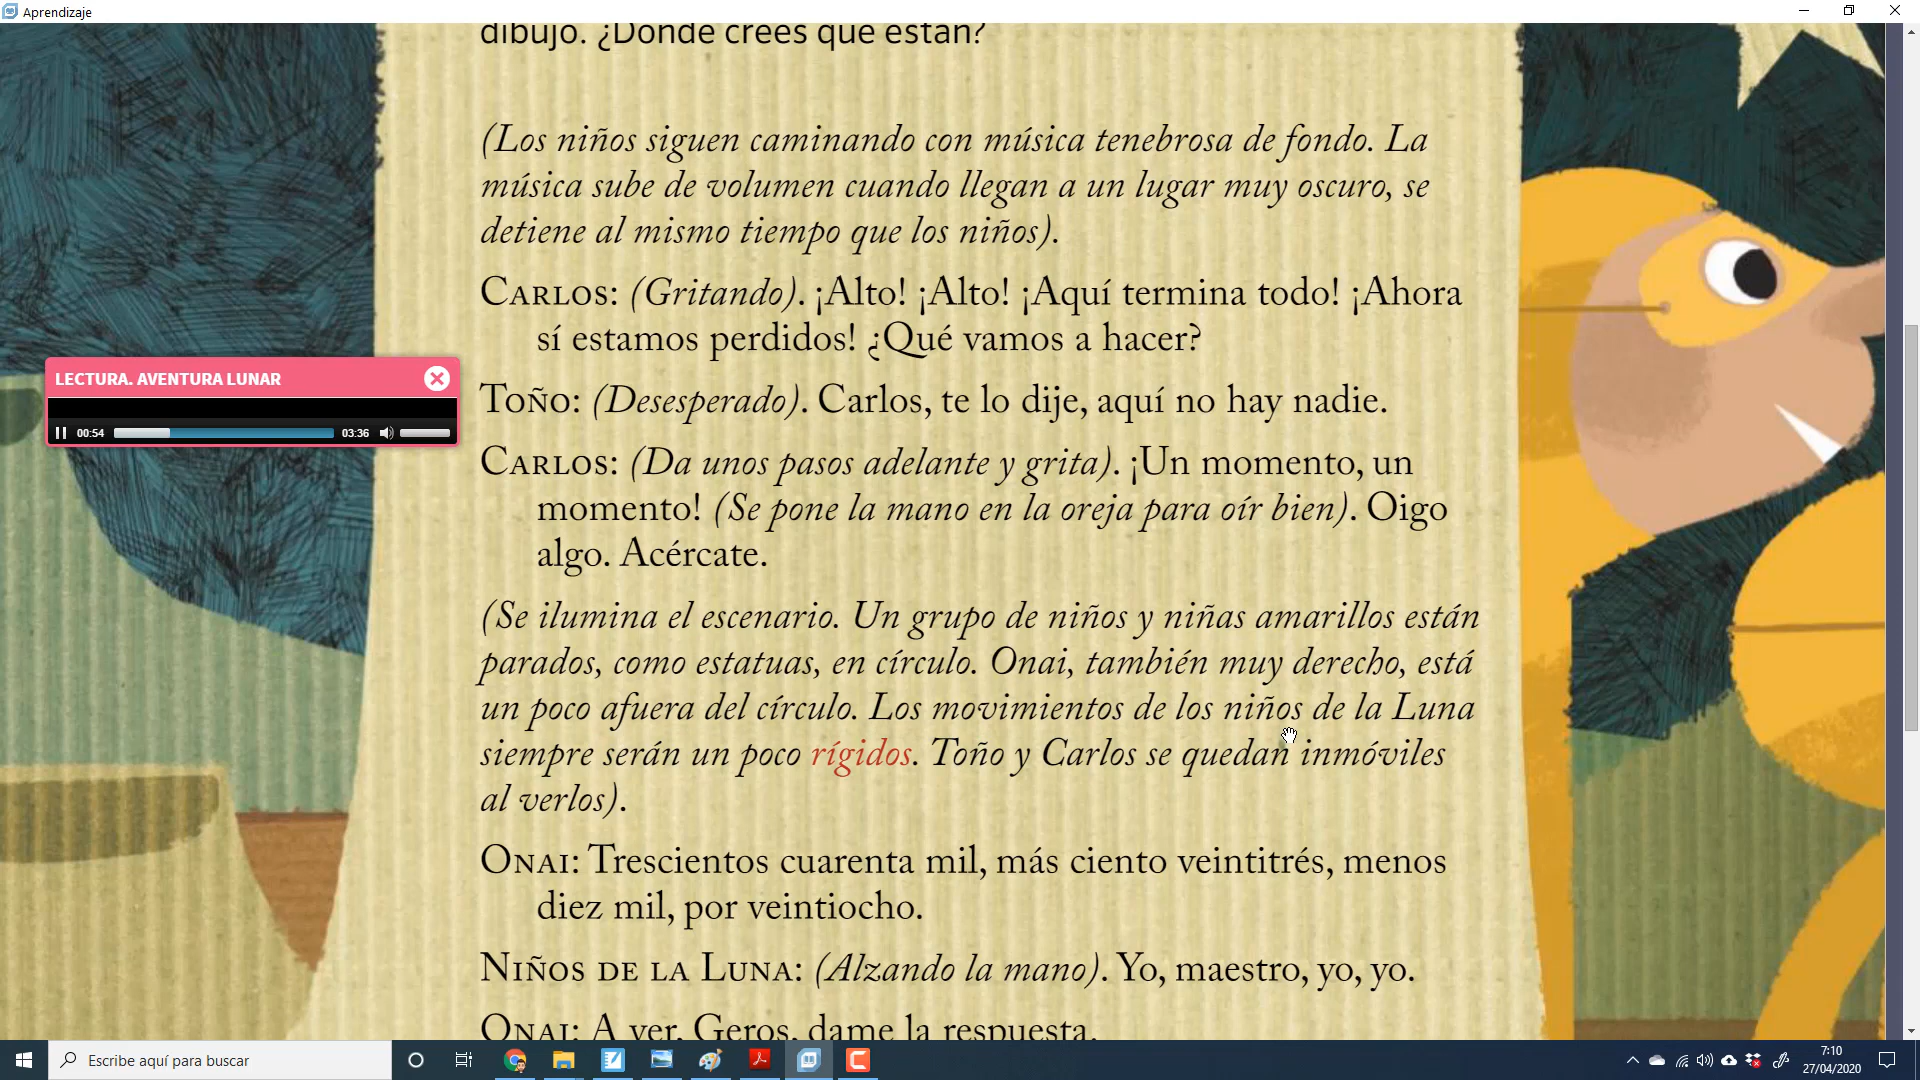 Aprendizaje
dibujo. ¿Dónde crees que están?
(Los niños siguen caminando con música tenebrosa de fondo. La
música sube de volumen cuando llegan a un lugar muy oscuro, se
detiene al mismo tiempo que los niños).
CARLOS: (Gritando). ¡Alto! ¡Alto! ¡Aquí termina todo! ¡Ahora
sí estamos perdidos! ¿Qué vamos a hacer?
LECTURA. AVENTURA LUNAR
00:54 03:36
TOÑO: (Desesperado). Carlos, te lo dije, aquí no hay nadie.
CARLOS: (Da unos pasos adelante y grita). ¡Un momento, un
momento! (Se pone la mano en la oreja para oír bien). Oigo
algo. Acércate.
(Se ilumina el escenario. Un grupo de niños y niñas amarillos están
parados, como estatuas, en círculo. Onai, también muy derecho, está
un poco afuera del círculo. Los movimientos de los niños de la Luna
siempre serán un poco rígidos. Toño y Carlos se quedan inmóviles
al verlos).
ONAI: Trescientos cuarenta mil, más ciento veintitrés, menos
diez mil, por veintiocho.
NIÑOS DE LA LUNA: (Alzando la mano). Yo, maestro, yo, yo.
ONAI: A ver, Geros, dame la respuesta.
Escribe aquí para buscar
7:10
27/04/2020